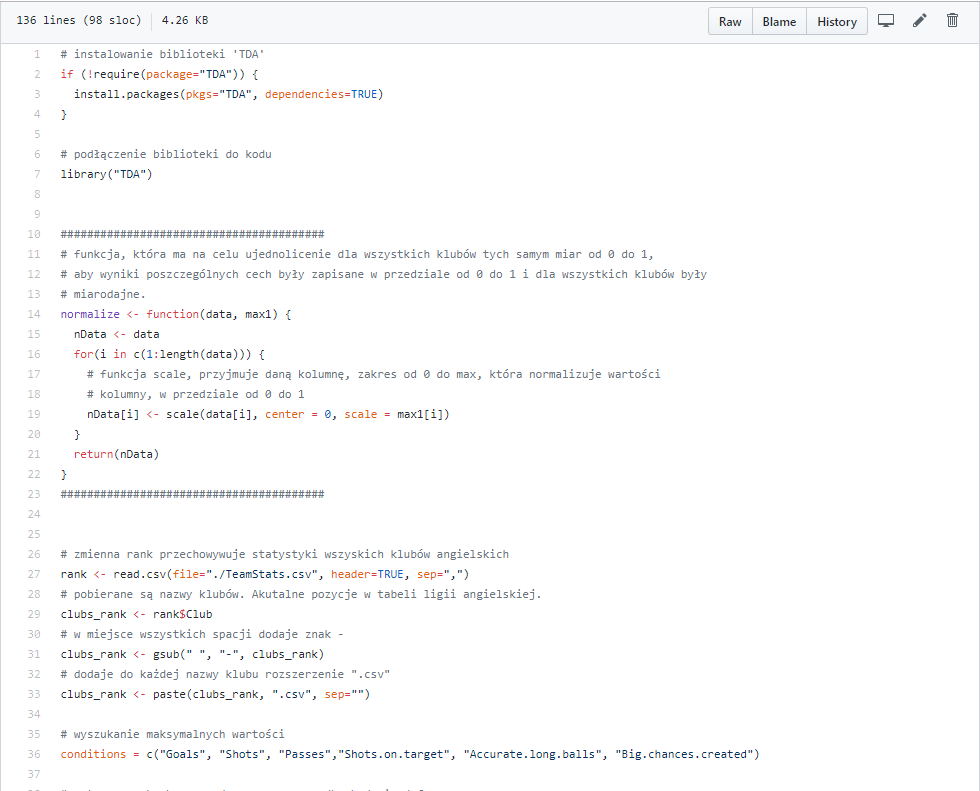 136 lines (98 sloc) 4.26 KB Raw Blame History
1 # instalowanie biblioteki 'TDA'
2 if (!require(package="TDA")) {
3 install.packages(pkgs="TDA", dependencies=TRUE)
4 }
5
6 # podłączenie biblioteki do kodu
7 library("TDA")
8
9
10 ########################################
11 # funkcja, która ma na celu ujednolicenie dla wszystkich klubów tych samym miar od 0 do 1,
12 # aby wyniki poszczególnych cech były zapisane w przedziale od 0 do 1 i dla wszystkich klubów były
13 # miarodajne.
14 normalize <- function(data, max1) {
15 nData <- data
16 for(i in c(1:length(data))) {
17 # funkcja scale, przyjmuje daną kolumnę, zakres od 0 do max, która normalizuje wartości
18 # kolumny, w przedziale od 0 do 1
19 nData[i] <- scale(data[i], center = 0, scale = max1[i])
20 }
21 return(nData)
22 }
23 ########################################
24
25
26 # zmienna rank przechowywuje statystyki wszyskich klubów angielskich
27 rank <- read.csv(file="./TeamStats.csv", header=TRUE, sep=",")
28 # pobierane są nazwy klubów. Akutalne pozycje w tabeli ligii angielskiej.
29 clubs_rank <- rank$Club
30 # w miejsce wszystkich spacji dodaje znak -
31 clubs_rank <- gsub(" ", "-", clubs_rank)
32 # dodaje do każdej nazwy klubu rozszerzenie ".csv"
33 clubs_rank <- paste(clubs_rank, ".csv", sep="")
34
35 # wyszukanie maksymalnych wartości
36 conditions = c("Goals", "Shots", "Passes","Shots.on.target", "Accurate.long.balls", "Big.chances.created")
37